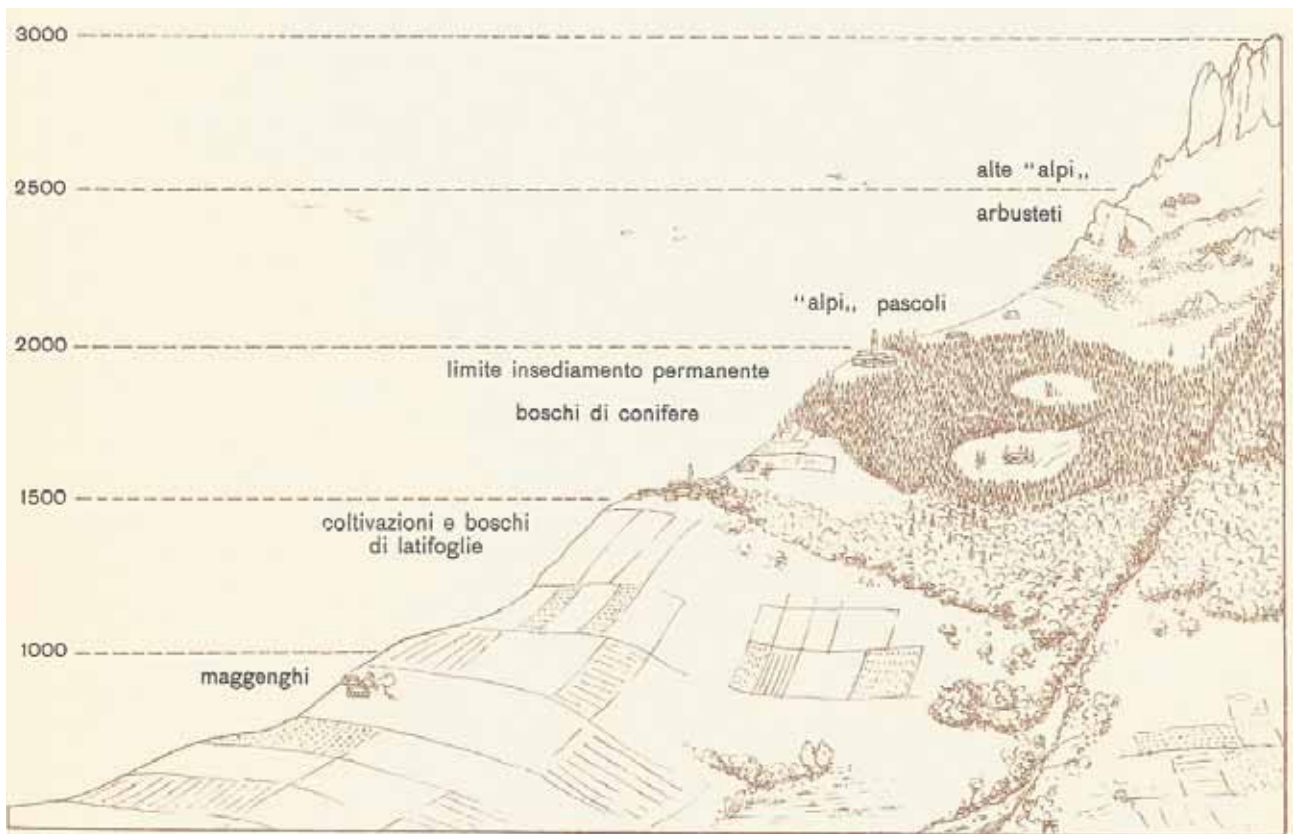 3000
alte “alpi„
2500
arbusteti
“alpi„ pascoli
2000
limite insediamento permanente
boschi di conifere
1500
coltivazioni e boschi
di latifoglie
1000
maggenghi